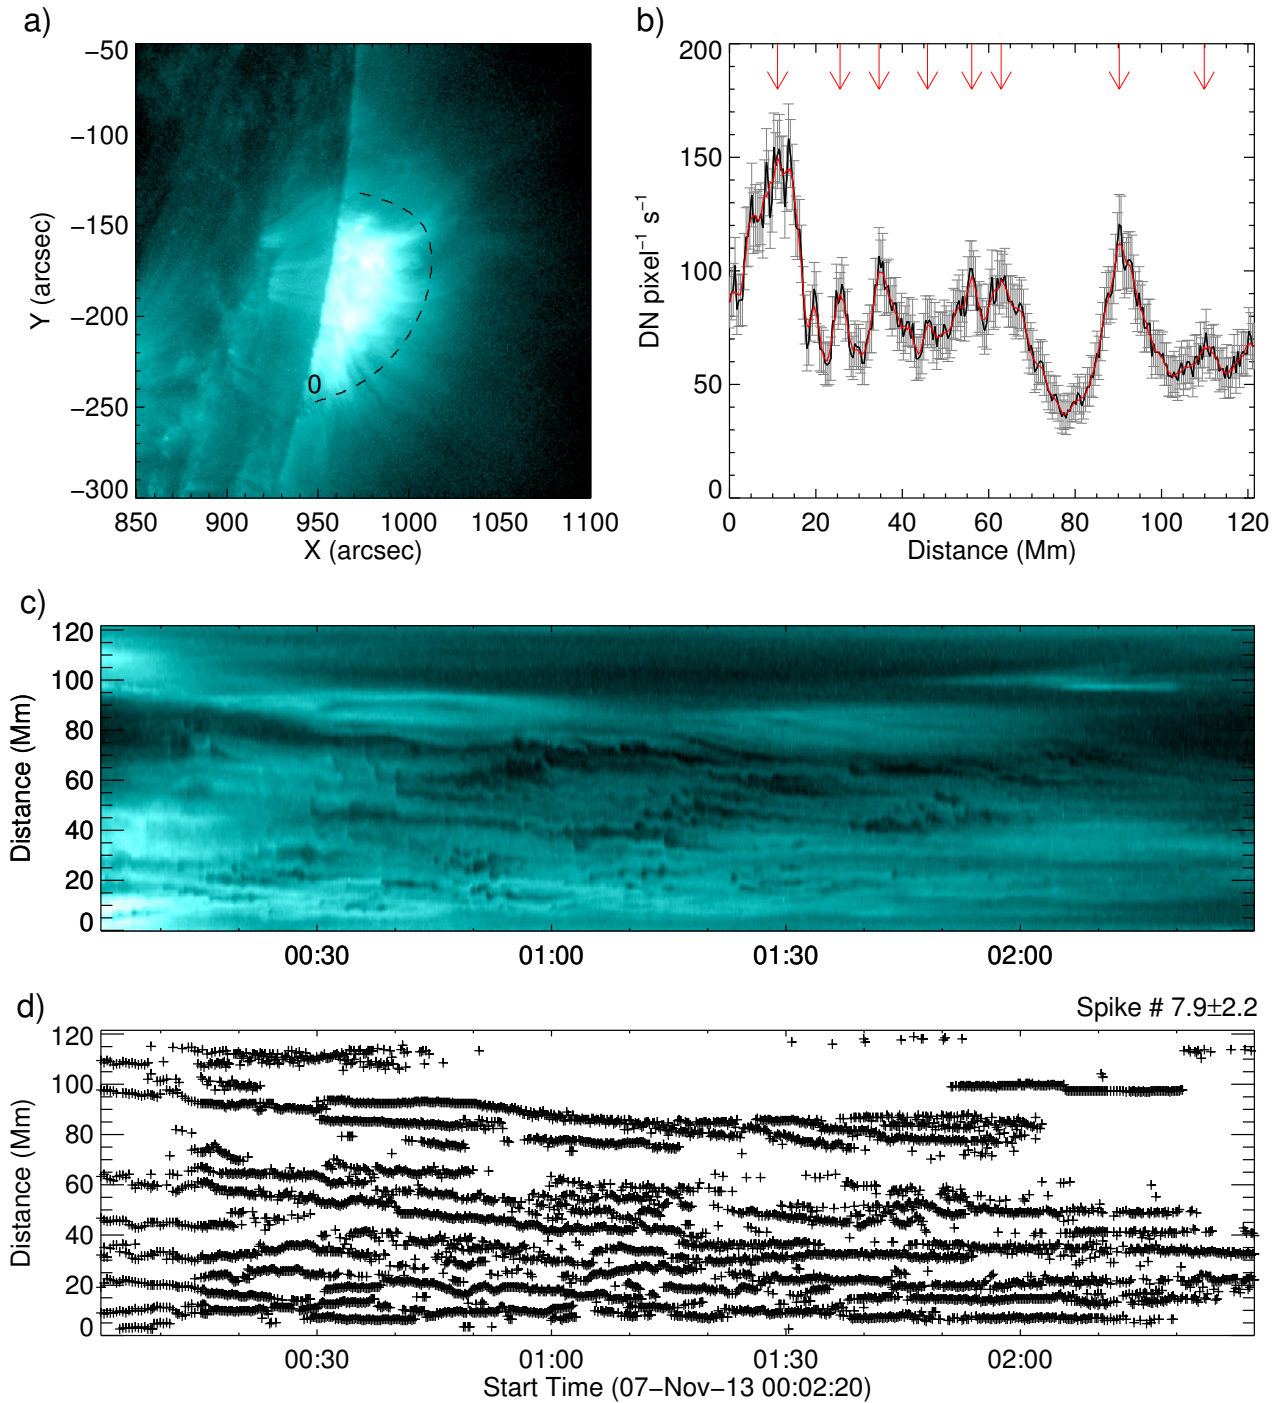 a)
−50
−100
−150
−200
−250
−300
Y (arcsec)
0
850 900 950 1000 1050 1100
X (arcsec)
b)
200
150
100
50
0
DN pixel⁻¹ s⁻¹
0 20 40 60 80 100 120
Distance (Mm)
c)
120
100
80
60
40
20
0
Distance (Mm)
00:30 01:00 01:30 02:00
d)
Spike # 7.9±2.2
120
100
80
60
40
20
0
Distance (Mm)
00:30 01:00 01:30 02:00
Start Time (07−Nov−13 00:02:20)